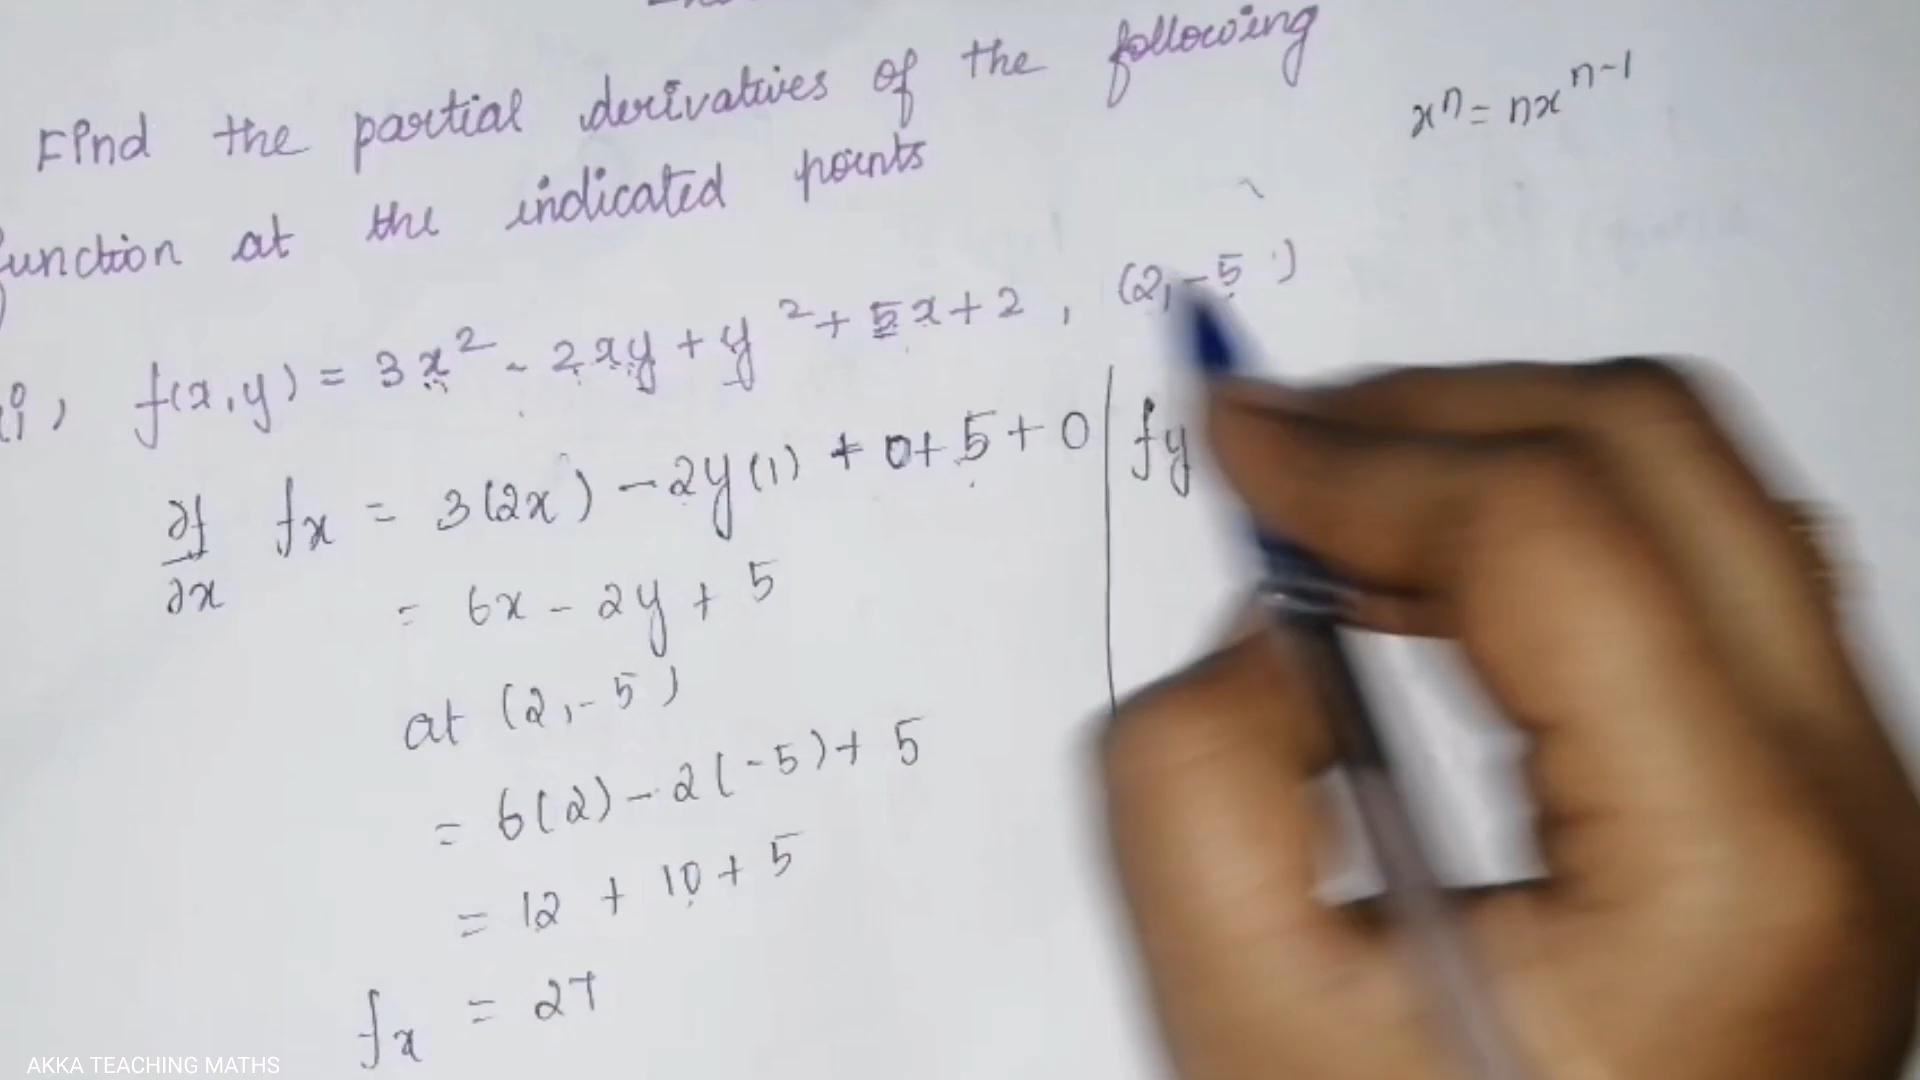 Find the partial derivatives of the following
function at the indicated points
xⁿ = nxⁿ⁻¹
i) f(x,y) = 3x² - 2xy + y² + 5x + 2 , (2,-5)
∂f/∂x fx = 3(2x) - 2y(1) + 0 + 5 + 0
fy
= 6x - 2y + 5
at (2,-5)
= 6(2) - 2(-5) + 5
= 12 + 10 + 5
fx = 27
AKKA TEACHING MATHS